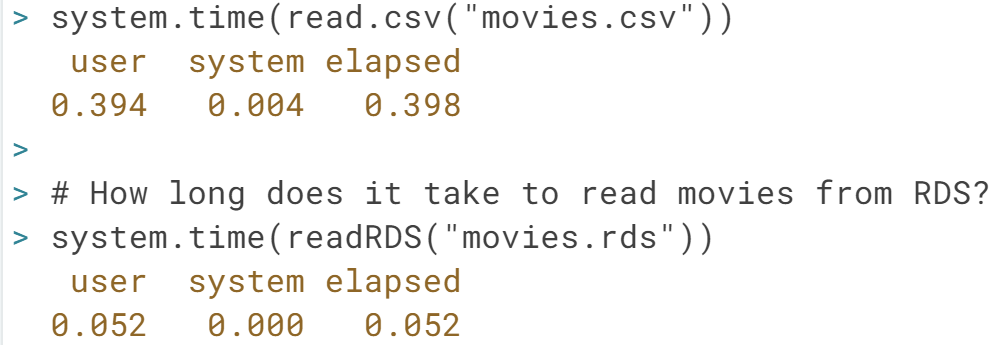 > system.time(read.csv("movies.csv"))
   user  system elapsed
  0.394   0.004   0.398
>
> # How long does it take to read movies from RDS?
> system.time(readRDS("movies.rds"))
   user  system elapsed
  0.052   0.000   0.052